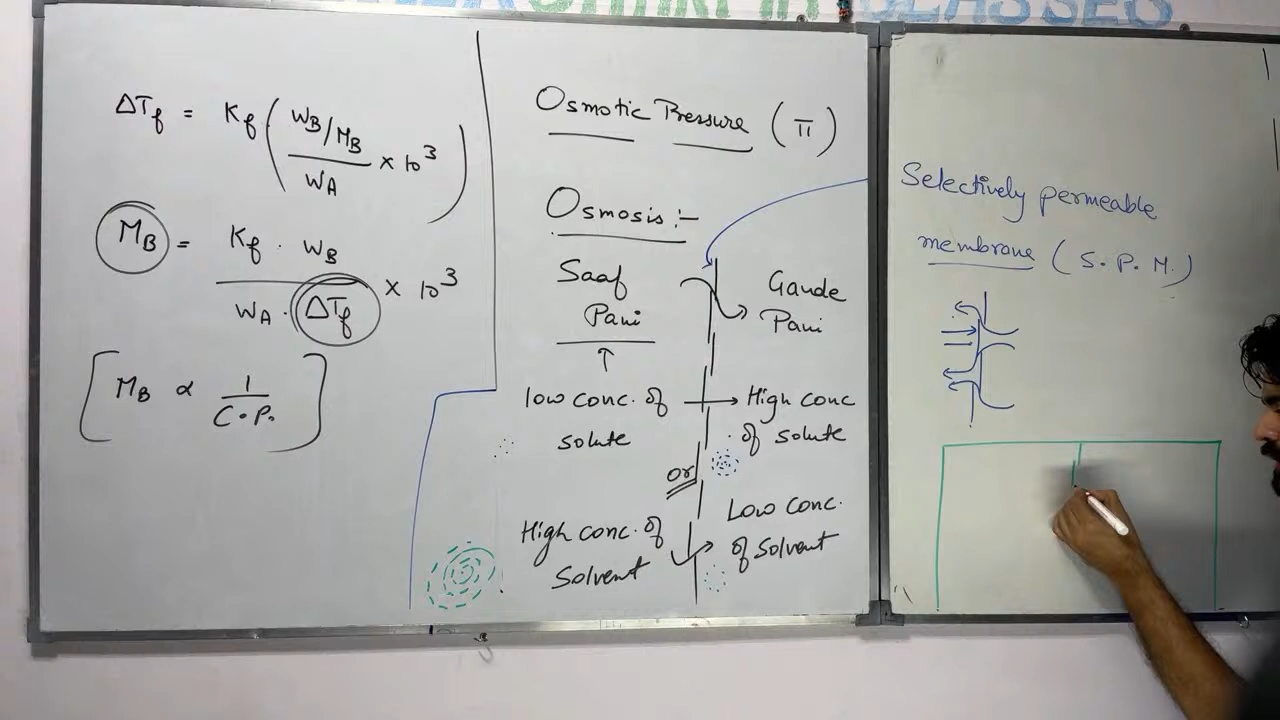 CLASSES
ΔTf = Kf ( WB/MB / WA × 10³ )
MB = Kf . WB / WA . ΔTf × 10³
[ MB ∝ 1 / C.P. ]
Osmotic Pressure (π)
Osmosis :-
Saaf Pani
Gande Pani
low conc. of solute
High conc of solute
or
High conc. of Solvent
Low conc. of Solvent
Selectively permeable
membrane (S.P.M.)